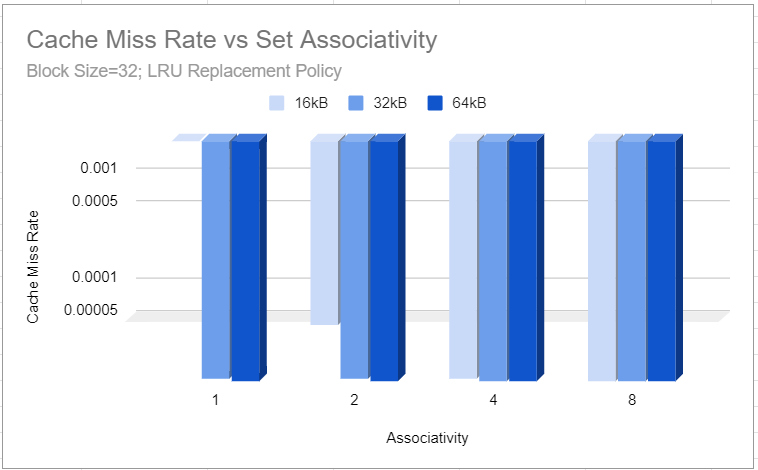 Cache Miss Rate vs Set Associativity
Block Size=32; LRU Replacement Policy
16kB 32kB 64kB
0.001
0.0005
0.0001
0.00005
Cache Miss Rate
1 2 4 8
Associativity